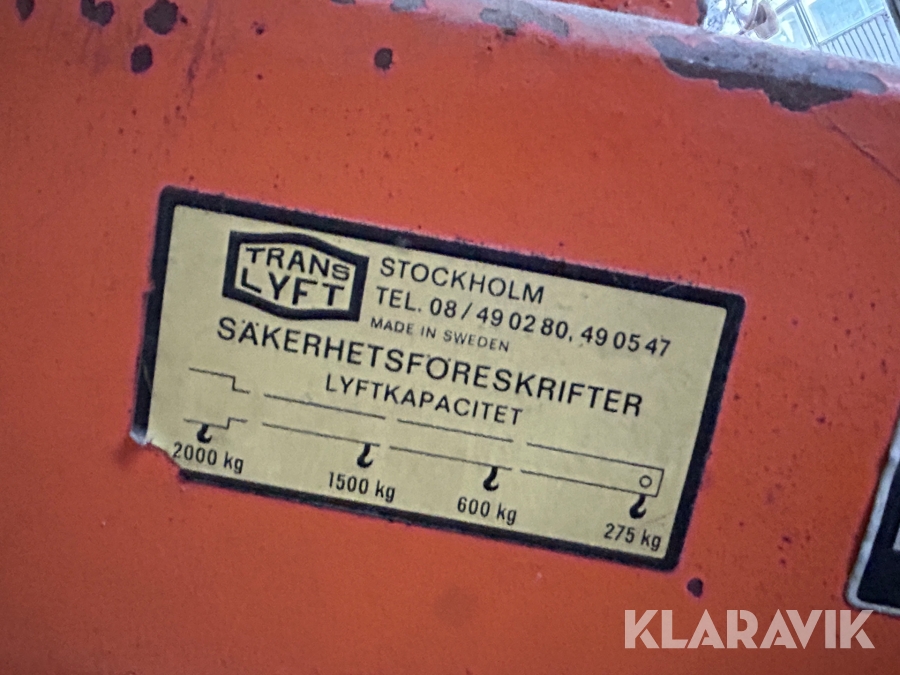 TRANS
LYFT
STOCKHOLM
TEL. 08/49 02 80, 49 05 47
MADE IN SWEDEN
SÄKERHETSFÖRESKRIFTER
LYFTKAPACITET
2000 kg
1500 kg
600 kg
275 kg
KLARAVIK